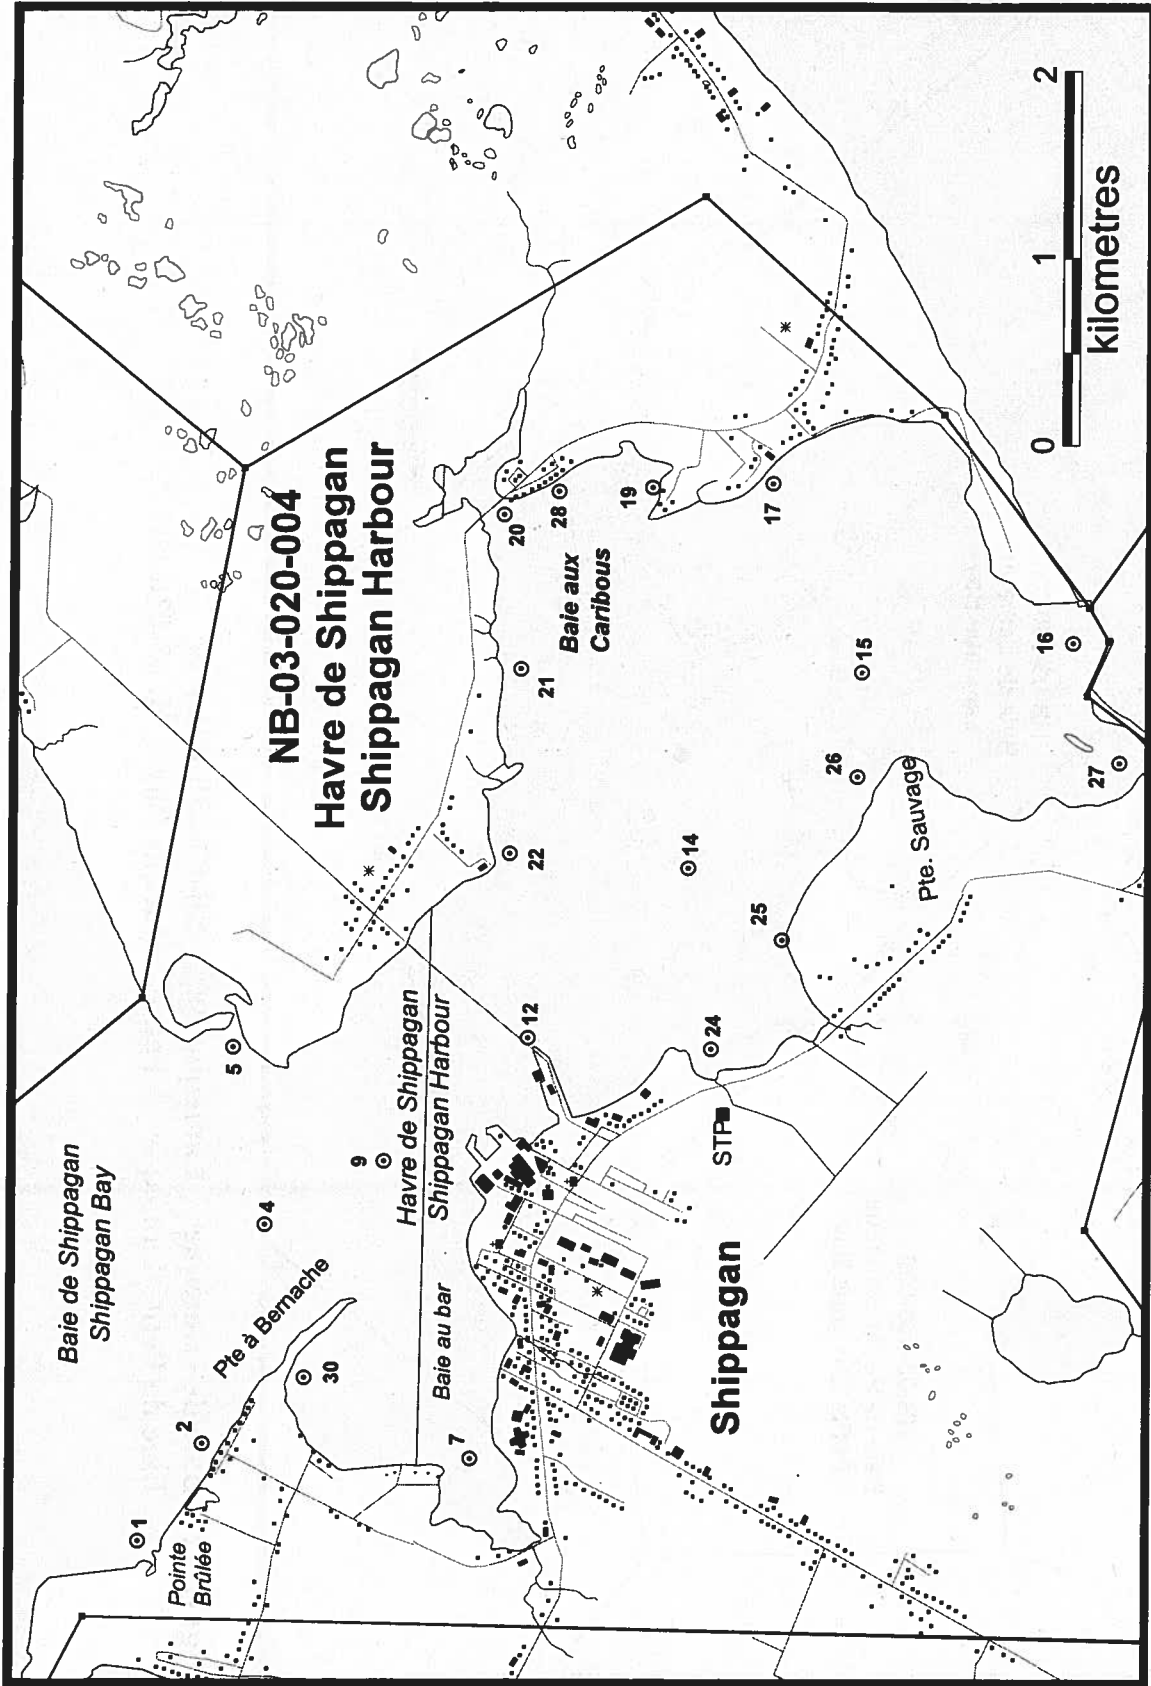 Baie de Shippagan
Shippagan Bay
1
Pointe
Brûlée
2
Pte à Bernache
30
4
5
9
7
Baie au bar
Havre de Shippagan
Shippagan Harbour
NB-03-020-004
Havre de Shippagan
Shippagan Harbour
12
22
21
20
28
Baie aux
Caribous
19
17
14
15
24
25
26
STP
Pte. Sauvage
16
27
Shippagan
0
1
2
kilometres